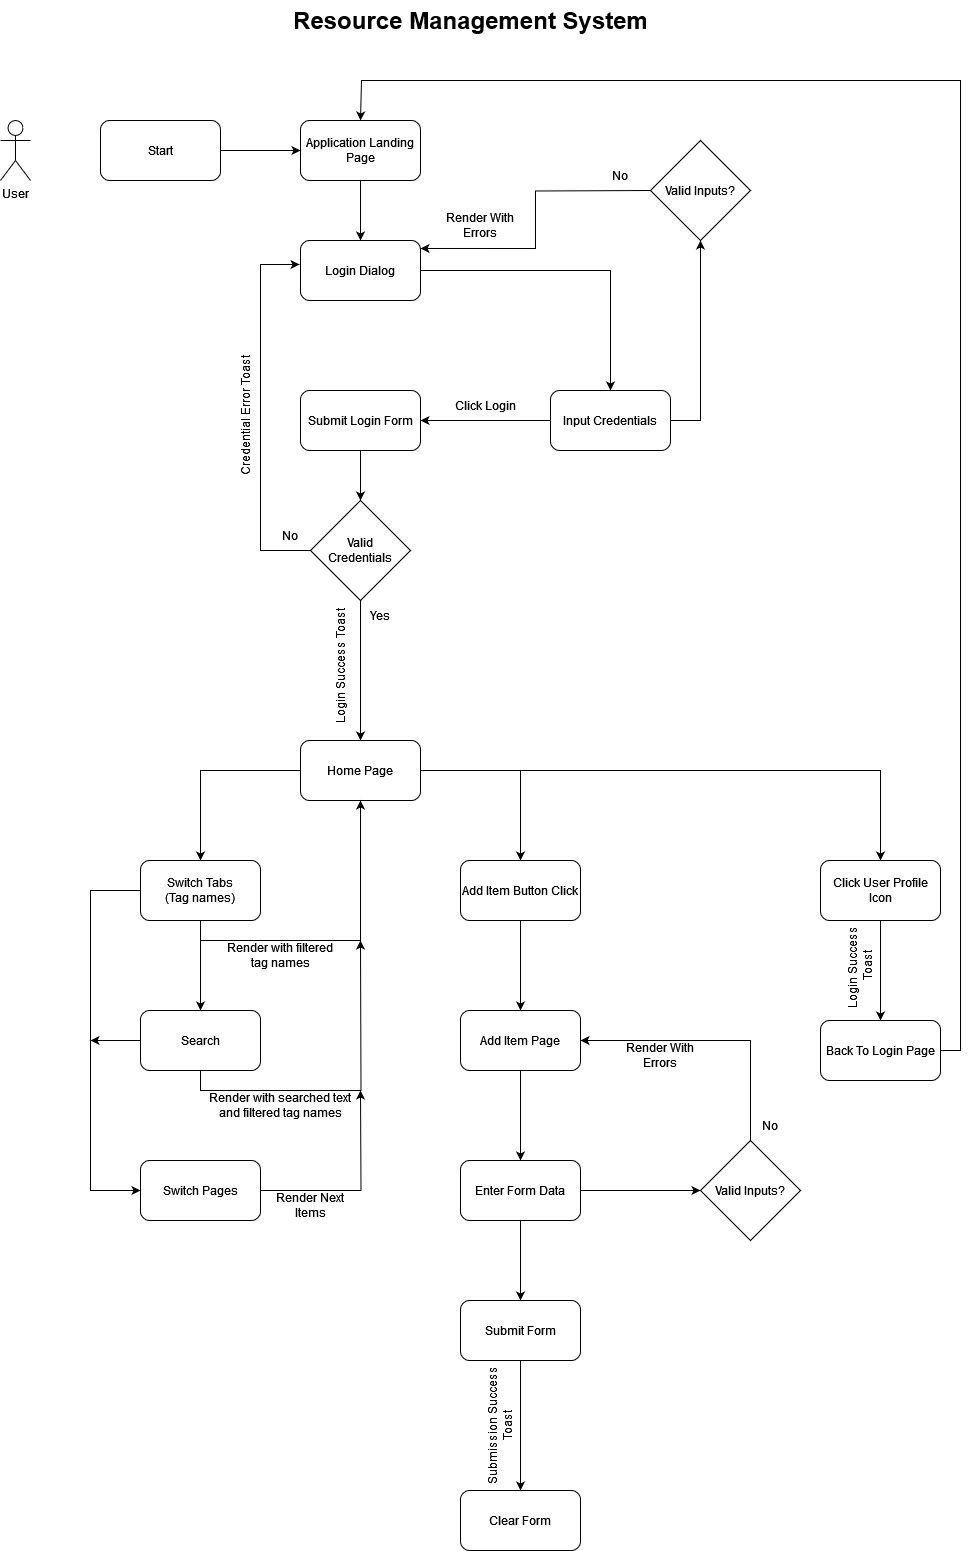 Resource Management System
User
Start
Application Landing
Page
No
Valid Inputs?
Render With
Errors
Login Dialog
Credential Error Toast
Submit Login Form
Click Login
Input Credentials
No
Valid
Credentials
Yes
Login Success Toast
Home Page
Switch Tabs
(Tag names)
Add Item Button Click
Click User Profile
Icon
Render with filtered
tag names
Login Success
Toast
Search
Add Item Page
Render With
Errors
Back To Login Page
Render with searched text
and filtered tag names
No
Switch Pages
Render Next
Items
Enter Form Data
Valid Inputs?
Submit Form
Submission Success
Toast
Clear Form